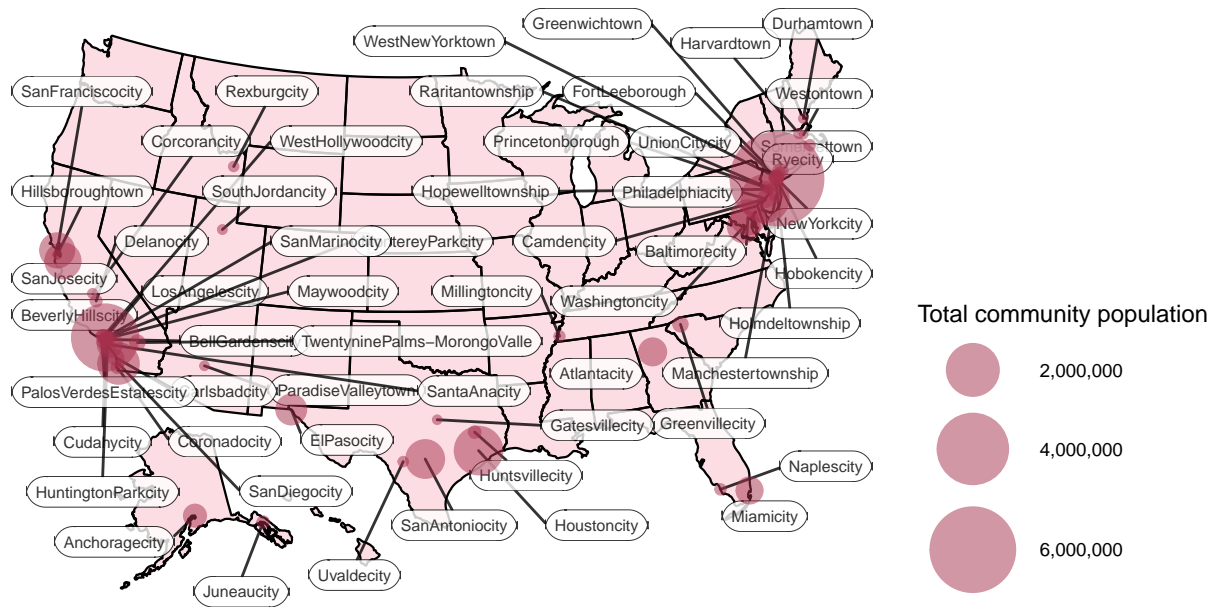 Durhamtown
Greenwichtown
WestNewYorktown
Harvardtown
SanFranciscocity
Rexburgcity
Raritantownship
FortLeeborough
Westontown
Corcorancity
WestHollywoodcity
Princetonborough
UnionCitycity
Ryecity
Hillsboroughtown
SouthJordancity
Hopewelltownship
Philadelphiacity
NewYorkcity
Delanocity
SanMarinocity
tereyParkcity
Camdencity
Baltimorecity
SanJosecity
Hobokencity
LosAngelescity
Maywoodcity
Millingtoncity
Washingtoncity
BeverlyHillscity
Holmdeltownship
Total community population
BellGardenscit
TwentyninePalms−MorongoValle
Atlantacity
Manchestertownship
2,000,000
PalosVerdesEstatescity
arlsbadcity
ParadiseValleytown
SantaAnacity
Gatesvillecity
Greenvillecity
Cudahycity
Coronadocity
ElPasocity
4,000,000
Naplescity
Huntsvillecity
HuntingtonParkcity
SanDiegocity
Miamicity
SanAntoniocity
Houstoncity
Anchoragecity
6,000,000
Uvaldecity
Juneaucity